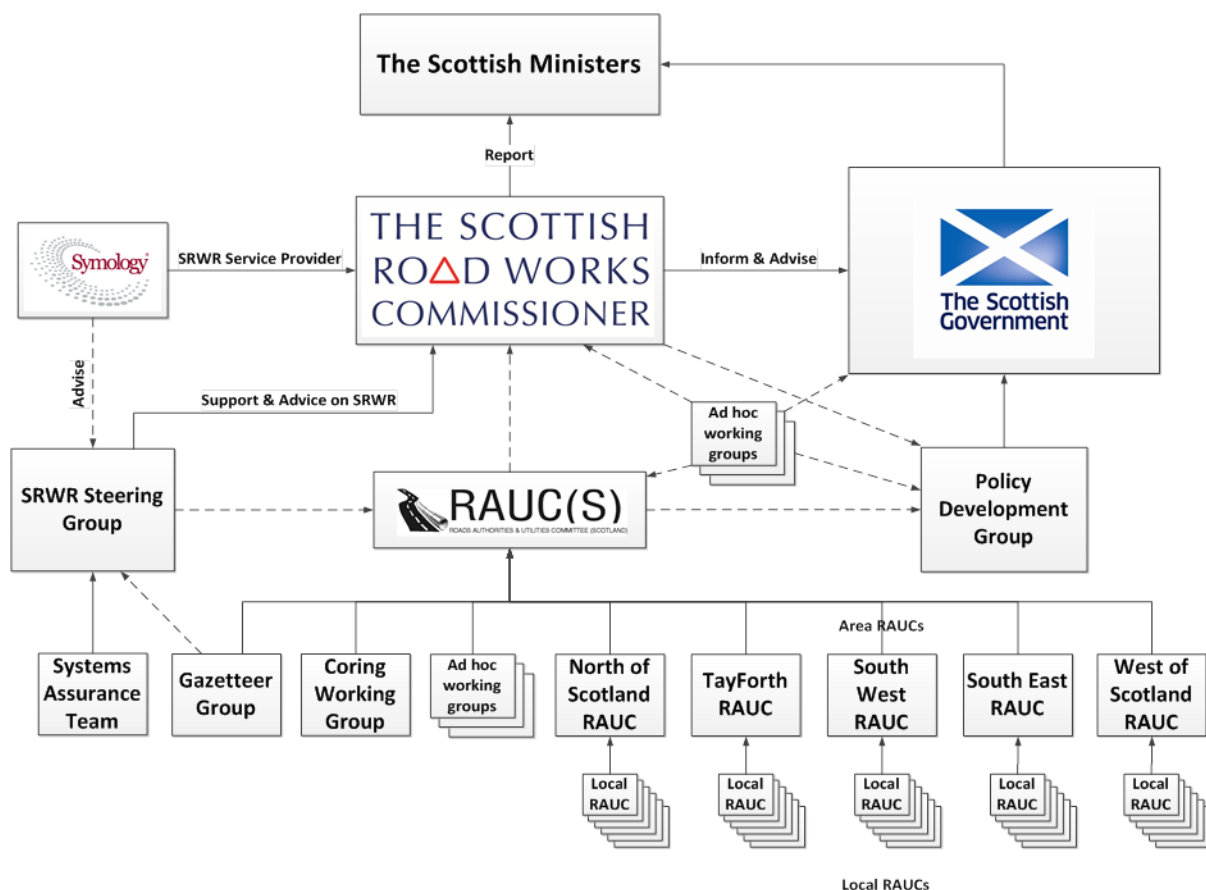 The Scottish Ministers
Report
Symology®
SRWR Service Provider
THE SCOTTISH
ROAD WORKS
COMMISSIONER
Inform & Advise
The Scottish
Government
Advise
Support & Advice on SRWR
Ad hoc
working
groups
SRWR Steering
Group
RAUC(S)
ROADS AUTHORITIES & UTILITIES COMMITTEE (SCOTLAND)
Policy
Development
Group
Area RAUCs
Systems
Assurance
Team
Gazetteer
Group
Coring
Working
Group
Ad hoc
working
groups
North of
Scotland
RAUC
TayForth
RAUC
South
West
RAUC
South East
RAUC
West of
Scotland
RAUC
Local
RAUC
Local
RAUC
Local
RAUC
Local
RAUC
Local
RAUC
Local RAUCs